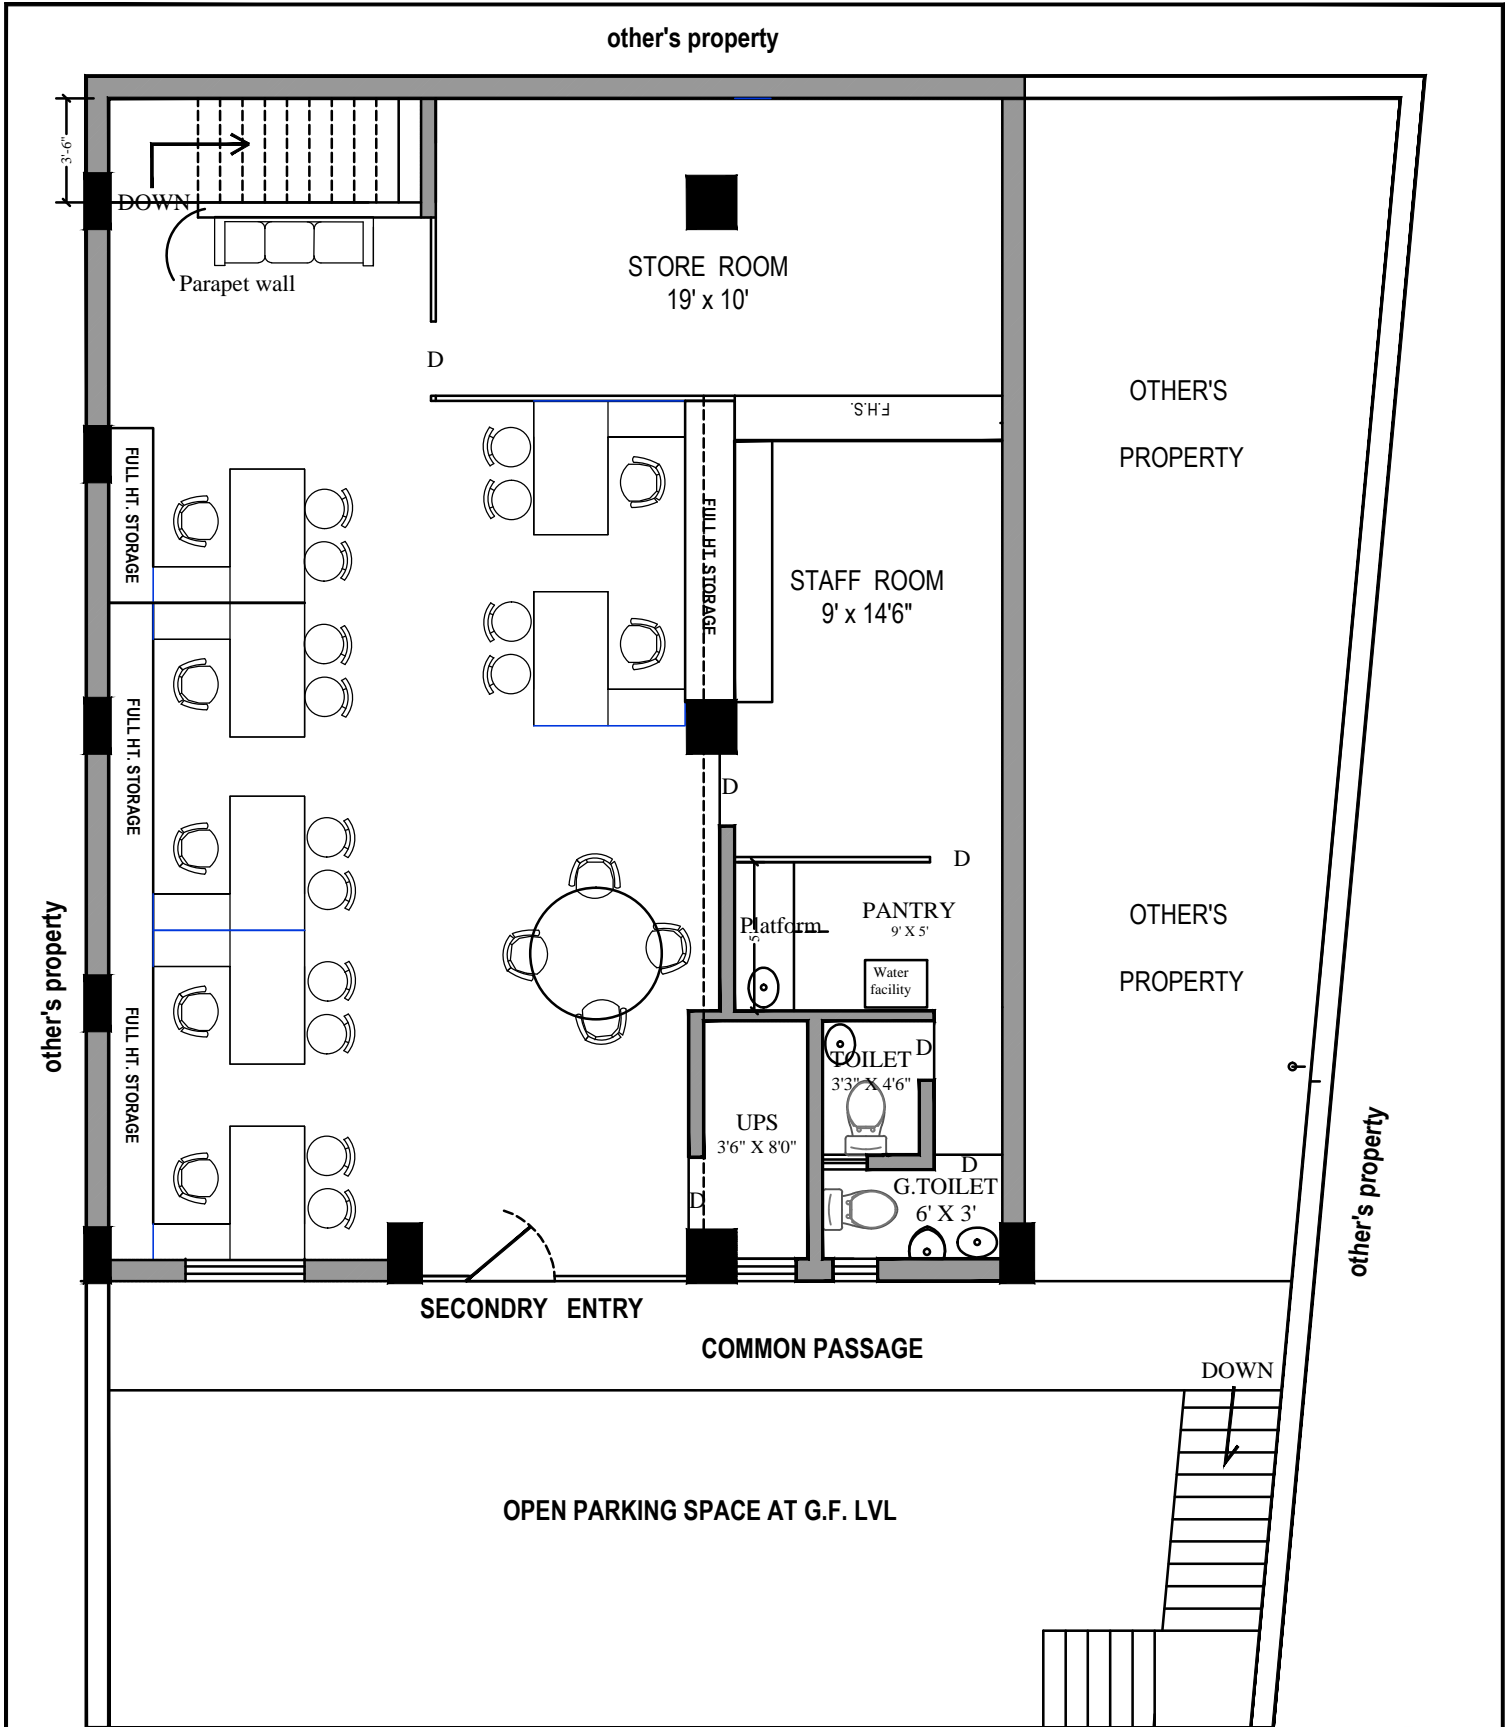 other's property
3'-6"
DOWN
Parapet wall
STORE ROOM
19' x 10'
D
F.H.S.
OTHER'S
PROPERTY
FULL HT. STORAGE
FULL HT. STORAGE
STAFF ROOM
9' x 14'6"
FULL HT. STORAGE
D
D
Platform
5'
PANTRY
9' X 5'
OTHER'S
PROPERTY
Water
facility
other's property
FULL HT. STORAGE
TOILET
3'3" X 4'6"
D
UPS
3'6" X 8'0"
D
D
G.TOILET
6' X 3'
other's property
SECONDRY ENTRY
COMMON PASSAGE
DOWN
OPEN PARKING SPACE AT G.F. LVL